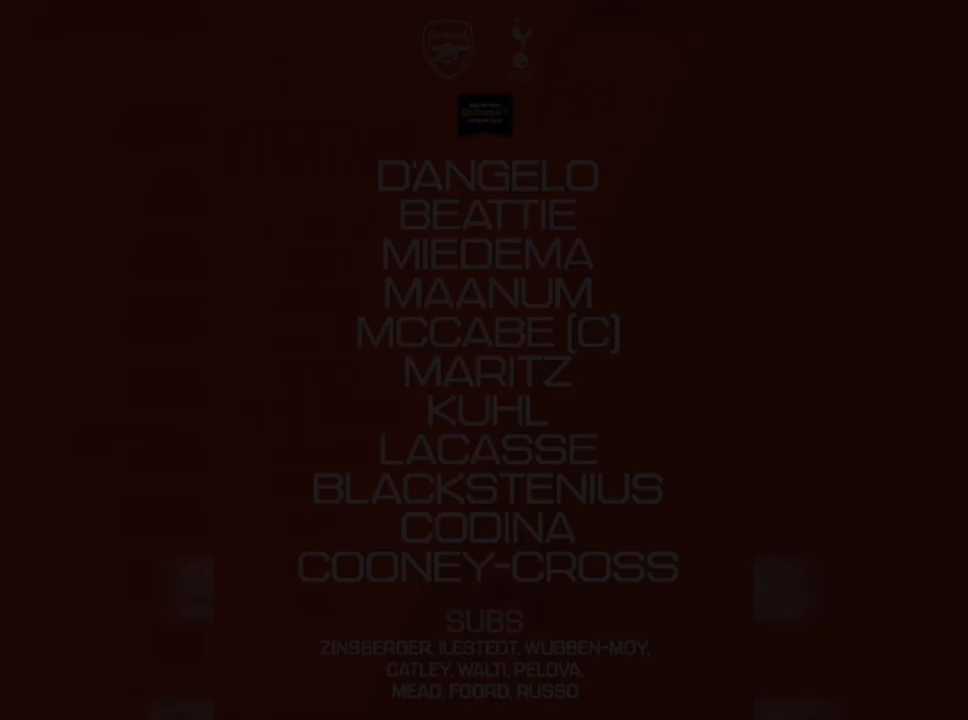 Arsenal
D'ANGELO
BEATTIE
MIEDEMA
MAANUM
MCCABE (C)
MARITZ
KUHL
LACASSE
BLACKSTENIUS
CODINA
COONEY-CROSS
SUBS
ZINSBERGER, ILESTEDT, WUBBEN-MOY,
CATLEY, WALTI, PELOVA,
MEAD, FOORD, RUSSO